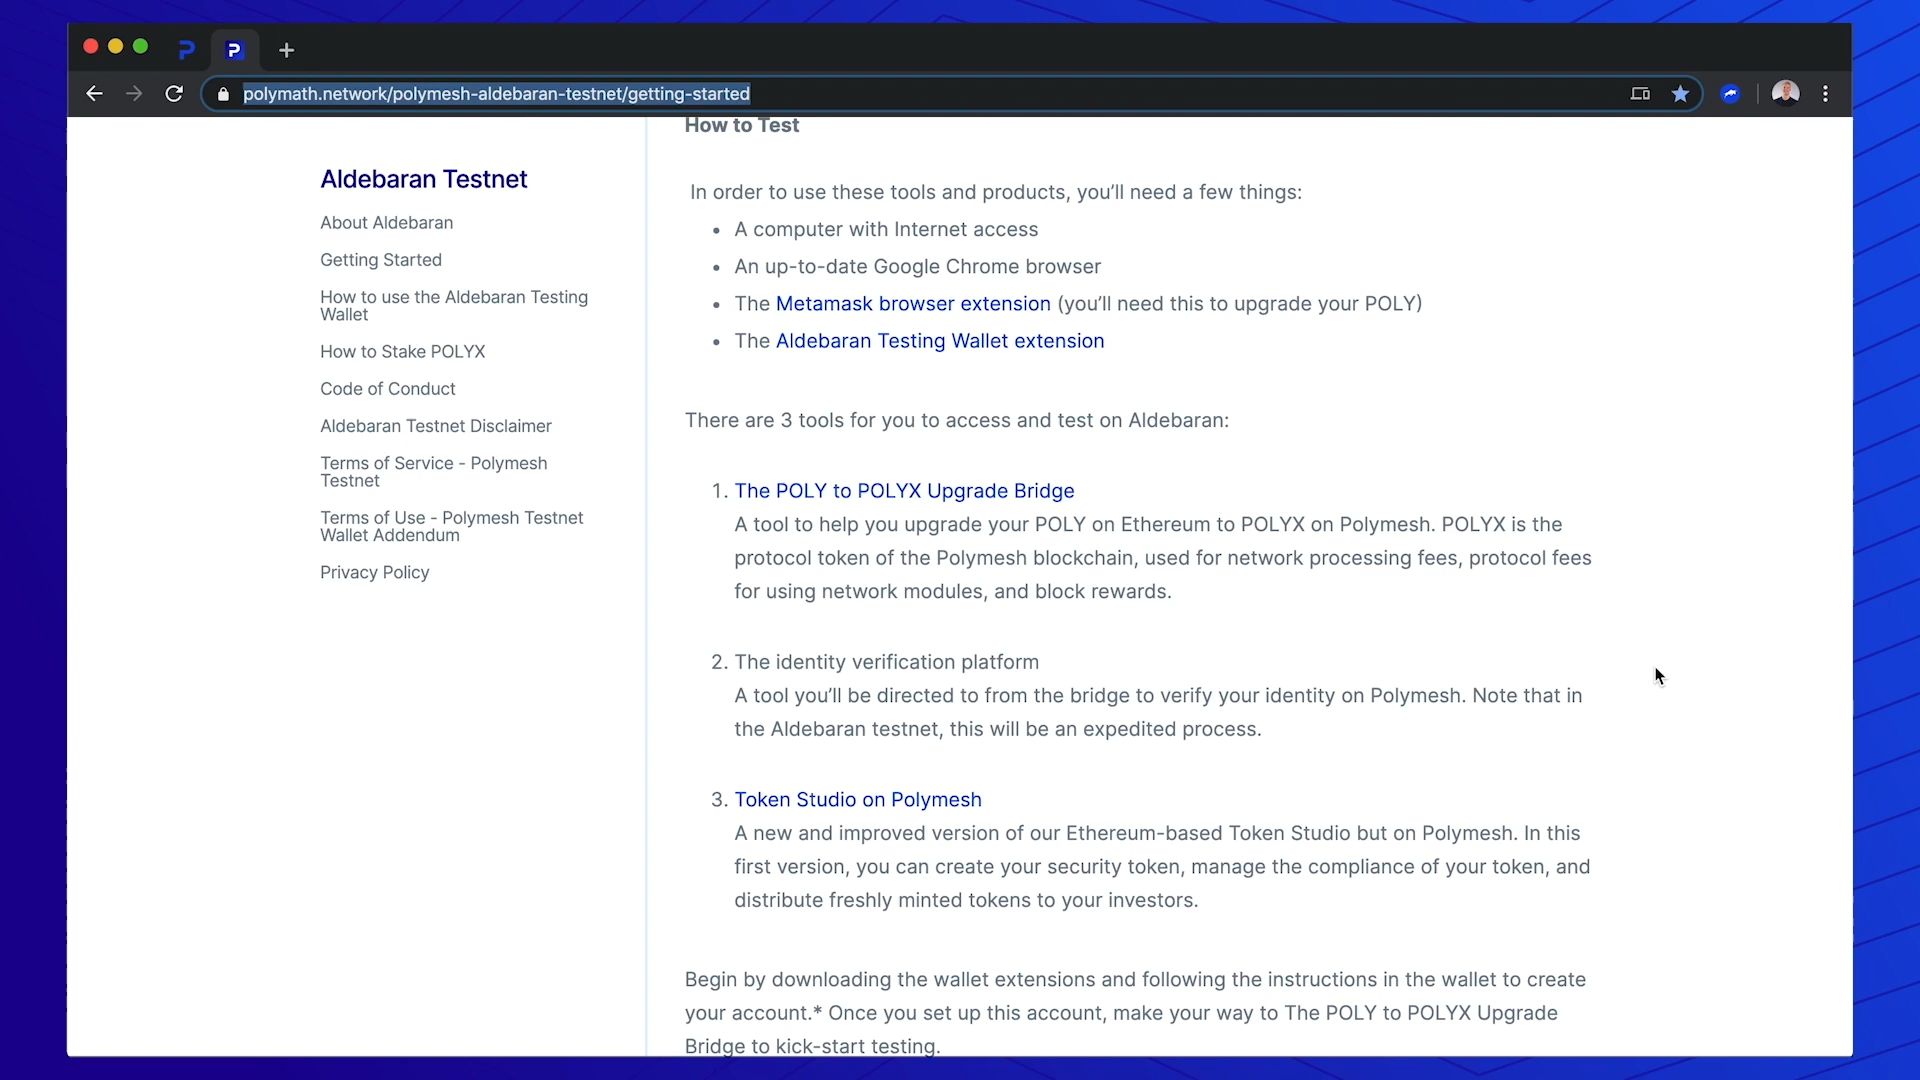 polymath.network/polymesh-aldebaran-testnet/getting-started
Aldebaran Testnet
About Aldebaran
Getting Started
How to use the Aldebaran Testing
Wallet
How to Stake POLYX
Code of Conduct
Aldebaran Testnet Disclaimer
Terms of Service - Polymesh
Testnet
Terms of Use - Polymesh Testnet
Wallet Addendum
Privacy Policy
How to Test
In order to use these tools and products, you’ll need a few things:
• A computer with Internet access
• An up-to-date Google Chrome browser
• The Metamask browser extension (you’ll need this to upgrade your POLY)
• The Aldebaran Testing Wallet extension
There are 3 tools for you to access and test on Aldebaran:
1. The POLY to POLYX Upgrade Bridge
A tool to help you upgrade your POLY on Ethereum to POLYX on Polymesh. POLYX is the
protocol token of the Polymesh blockchain, used for network processing fees, protocol fees
for using network modules, and block rewards.
2. The identity verification platform
A tool you’ll be directed to from the bridge to verify your identity on Polymesh. Note that in
the Aldebaran testnet, this will be an expedited process.
3. Token Studio on Polymesh
A new and improved version of our Ethereum-based Token Studio but on Polymesh. In this
first version, you can create your security token, manage the compliance of your token, and
distribute freshly minted tokens to your investors.
Begin by downloading the wallet extensions and following the instructions in the wallet to create
your account.* Once you set up this account, make your way to The POLY to POLYX Upgrade
Bridge to kick-start testing.